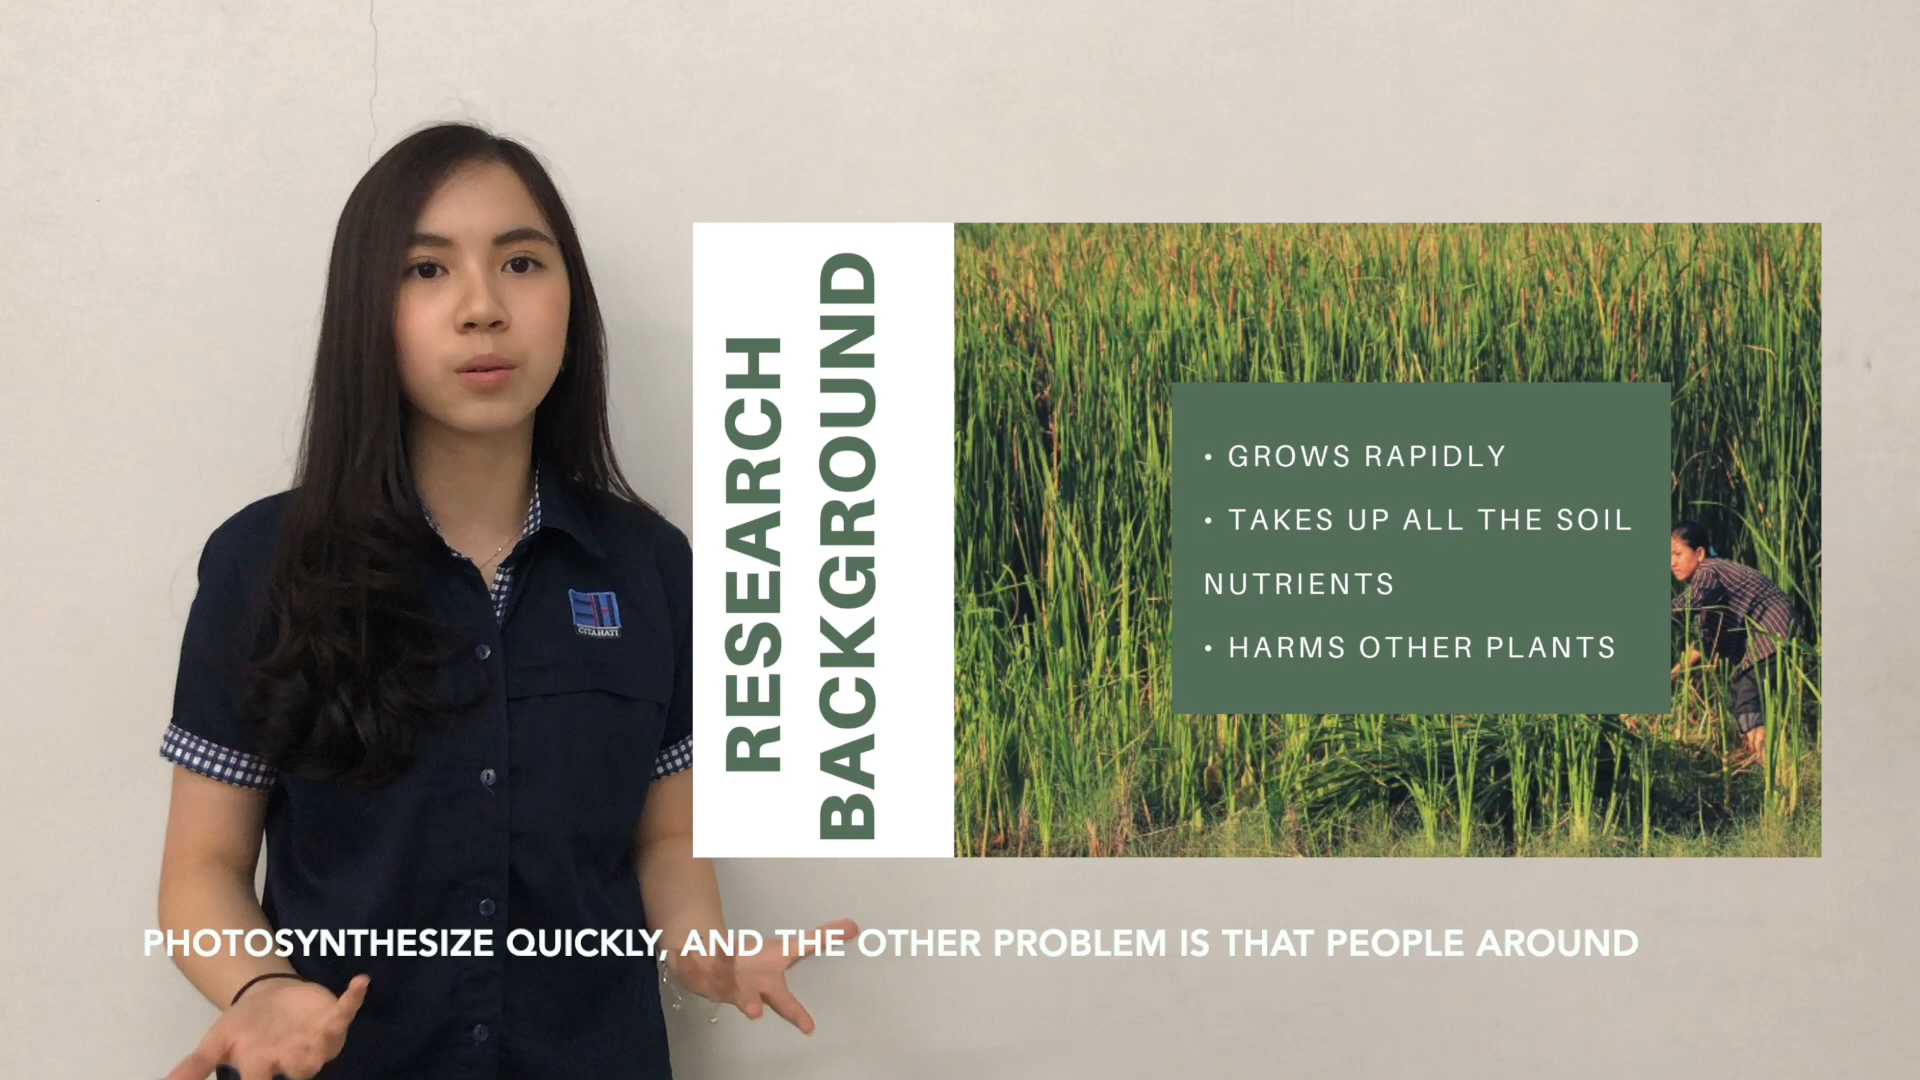 CITAHATI
RESEARCH
BACKGROUND
• GROWS RAPIDLY
• TAKES UP ALL THE SOIL
NUTRIENTS
• HARMS OTHER PLANTS
PHOTOSYNTHESIZE QUICKLY, AND THE OTHER PROBLEM IS THAT PEOPLE AROUND